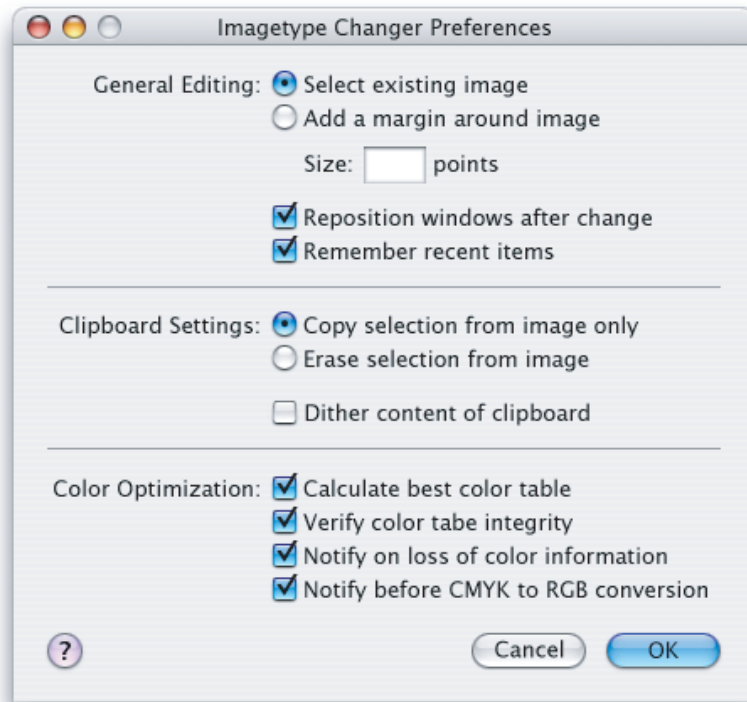 Imagetype Changer Preferences
General Editing: Select existing image
Add a margin around image
Size: points
Reposition windows after change
Remember recent items
Clipboard Settings: Copy selection from image only
Erase selection from image
Dither content of clipboard
Color Optimization: Calculate best color table
Verify color tabe integrity
Notify on loss of color information
Notify before CMYK to RGB conversion
? Cancel OK